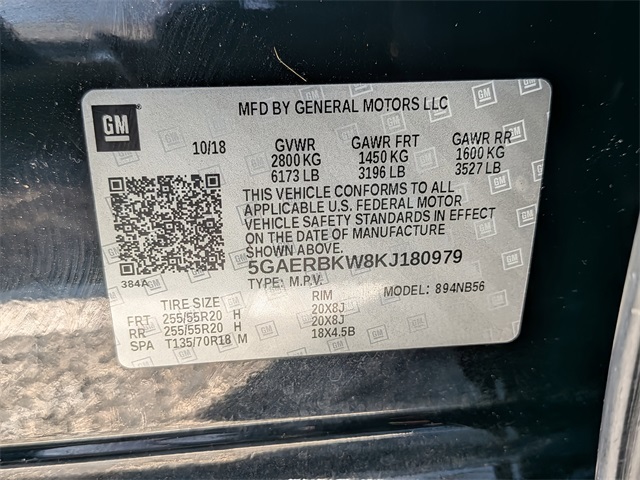 MFD BY GENERAL MOTORS LLC
GM
10/18 GVWR GAWR FRT GAWR RR
2800 KG 1450 KG 1600 KG
6173 LB 3196 LB 3527 LB
THIS VEHICLE CONFORMS TO ALL
APPLICABLE U.S. FEDERAL MOTOR
VEHICLE SAFETY STANDARDS IN EFFECT
ON THE DATE OF MANUFACTURE
SHOWN ABOVE.
5GAERBKW8KJ180979
384A TYPE: M.P.V. MODEL: 894NB56
TIRE SIZE RIM
FRT 255/55R20 H 20X8J
RR 255/55R20 H 20X8J
SPA T135/70R18 M 18X4.5B